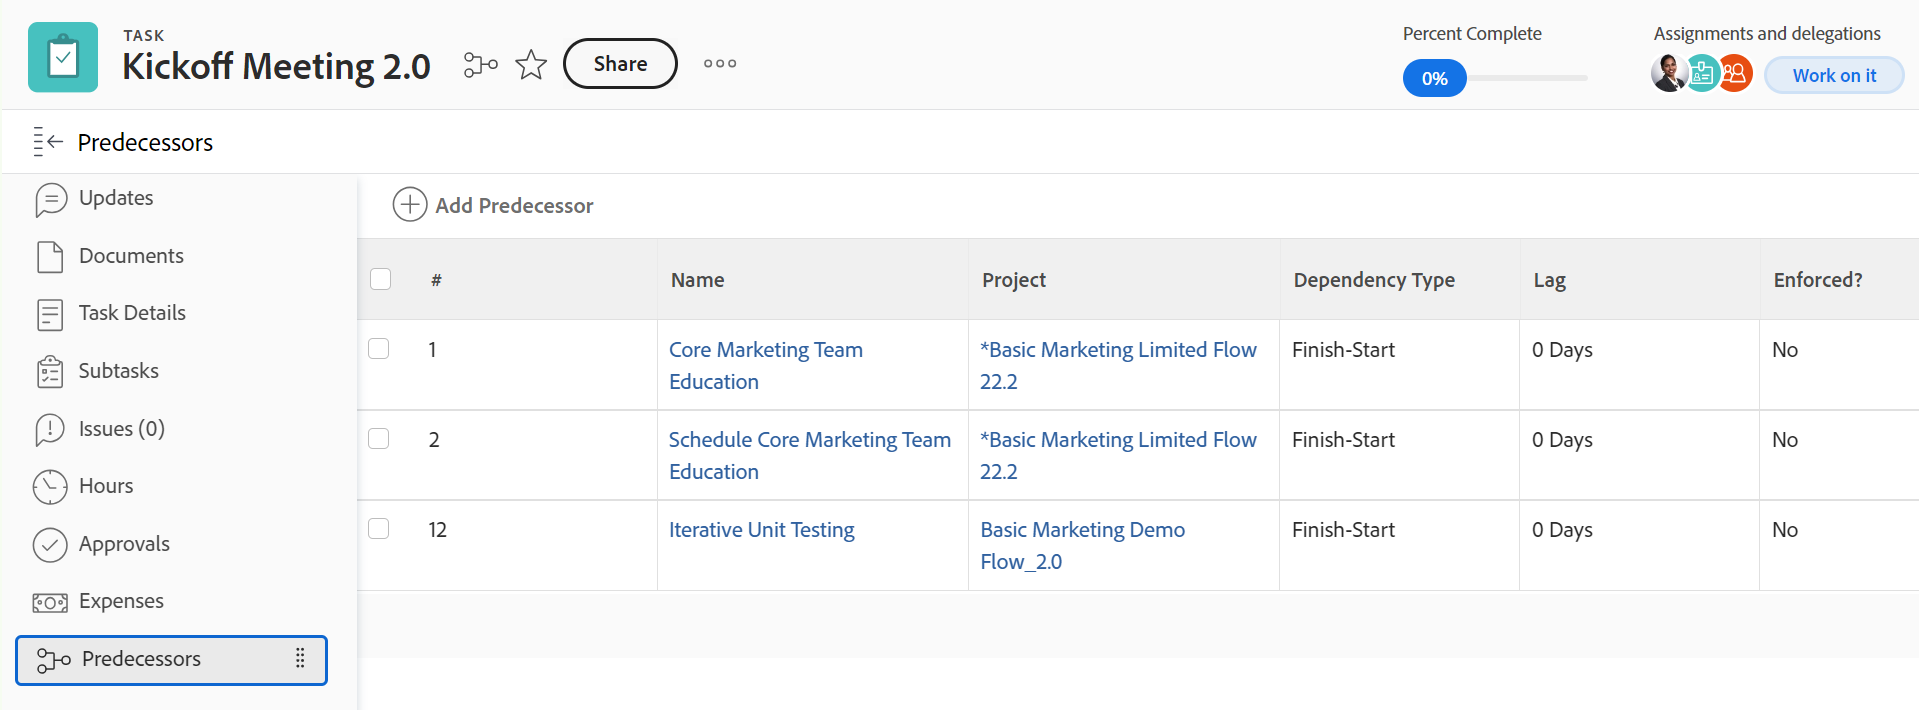 TASK
Kickoff Meeting 2.0
Share
Percent Complete
0%
Assignments and delegations
Work on it
Predecessors
Updates
Documents
Task Details
Subtasks
Issues (0)
Hours
Approvals
Expenses
Predecessors
Add Predecessor
# Name Project Dependency Type Lag Enforced?
1 Core Marketing Team *Basic Marketing Limited Flow Finish-Start 0 Days No
Education 22.2
2 Schedule Core Marketing Team *Basic Marketing Limited Flow Finish-Start 0 Days No
Education 22.2
12 Iterative Unit Testing Basic Marketing Demo Finish-Start 0 Days No
Flow_2.0